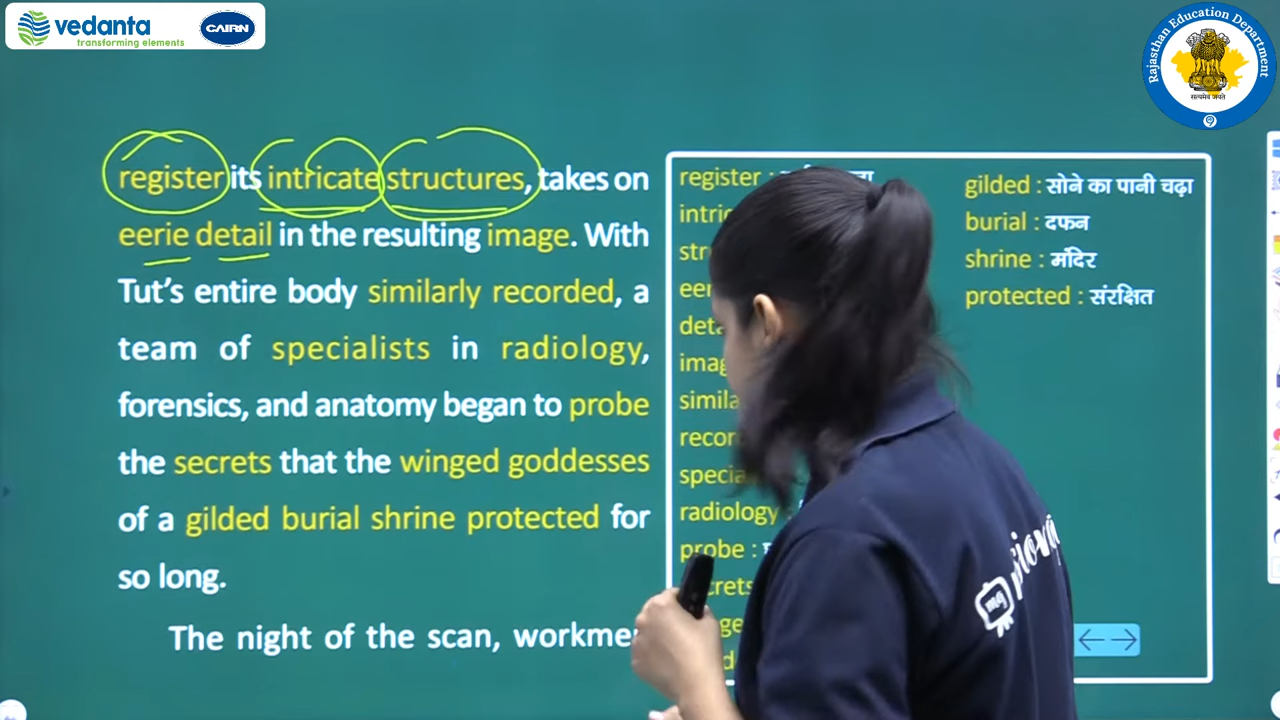 vedanta
transforming elements
CAIRN
Rajasthan Education Department
सत्यमेव जयते
register its intricate structures, takes on
eerie detail in the resulting image. With
Tut's entire body similarly recorded, a
team of specialists in radiology,
forensics, and anatomy began to probe
the secrets that the winged goddesses
of a gilded burial shrine protected for
so long.
The night of the scan, workme
register :
radiology :
probe :
gilded : सोने का पानी चढ़ा
burial : दफन
shrine : मंदिर
protected : संरक्षित